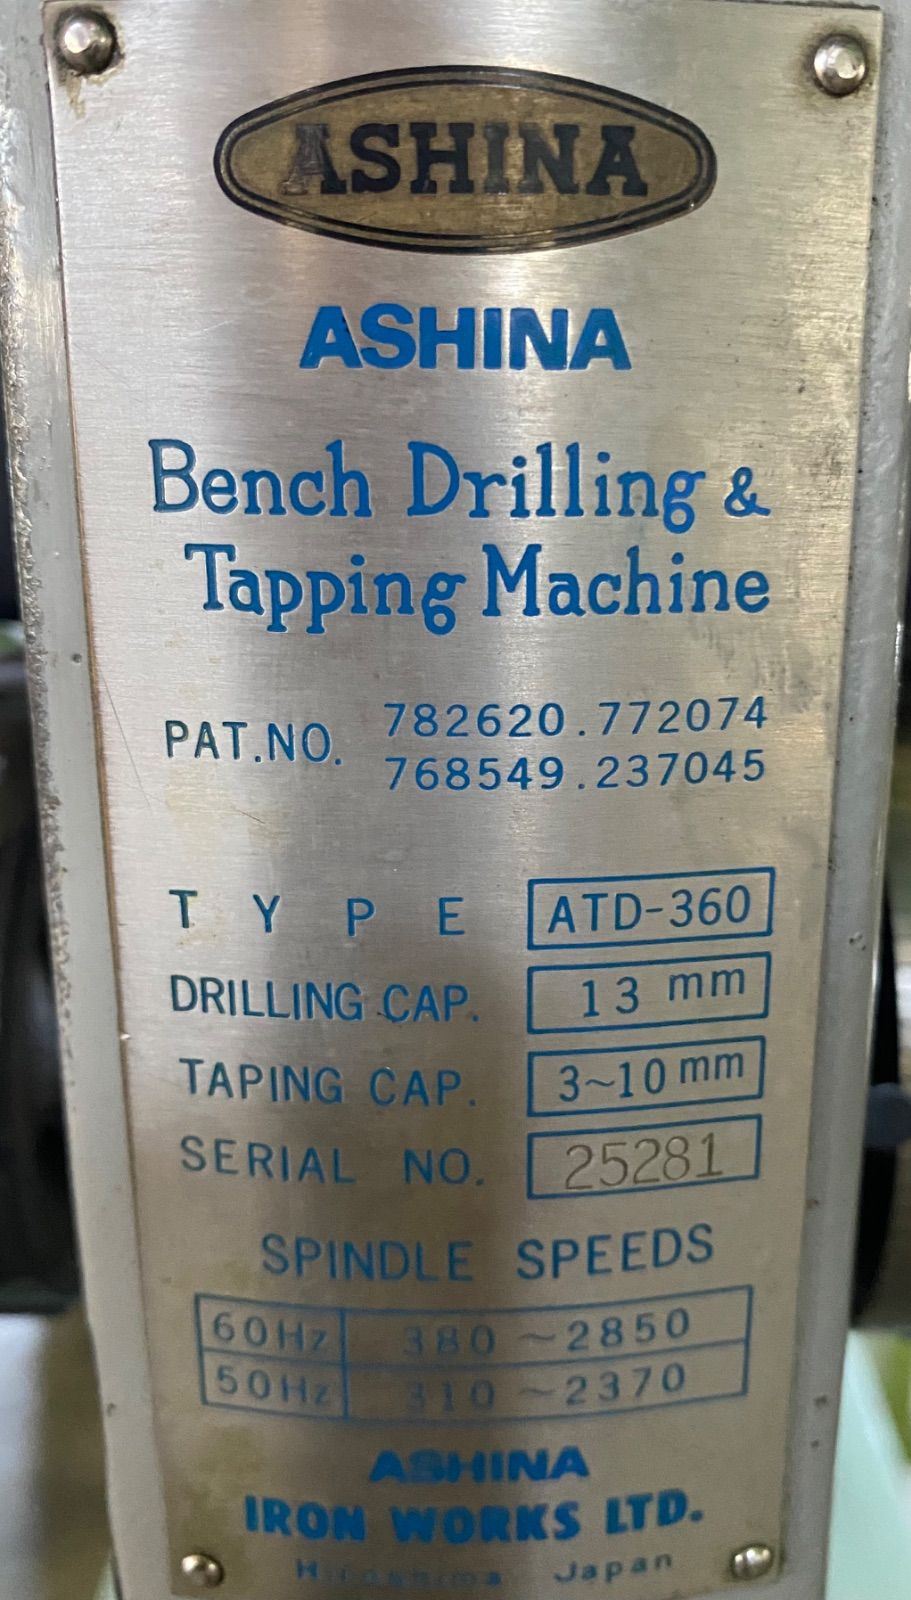 ASHINA
ASHINA
Bench Drilling &
Tapping Machine
PAT.NO. 782620.772074
768549.237045
TYPE ATD-360
DRILLING CAP. 13 mm
TAPING CAP. 3~10 mm
SERIAL NO. 25281
SPINDLE SPEEDS
60Hz 380~2850
50Hz 310~2370
ASHINA
IRON WORKS LTD.
Hiroshima Japan